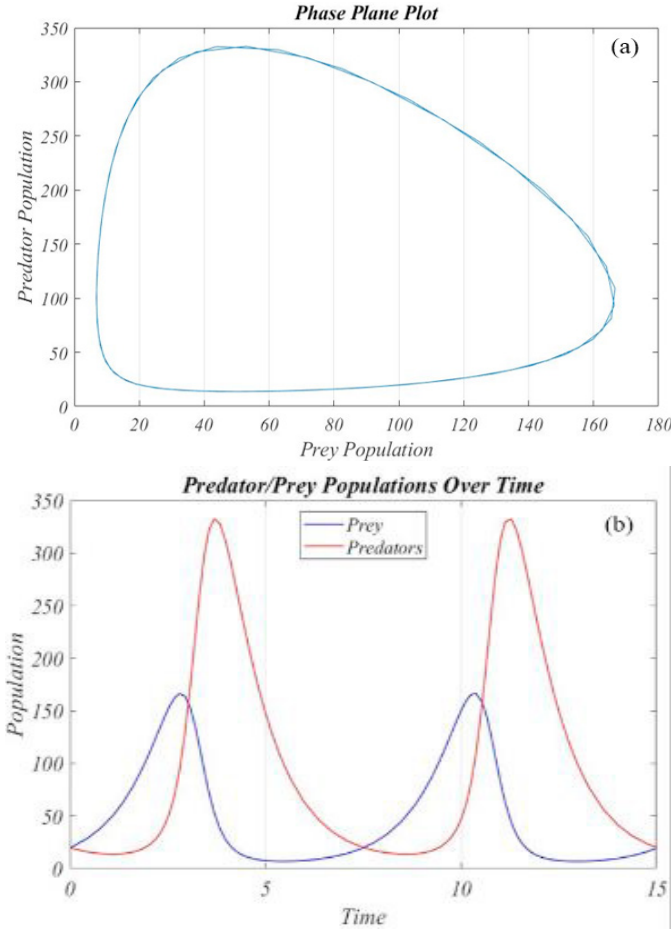 Phase Plane Plot
(a)
350
300
250
200
150
100
50
0
Predator Population
0 20 40 60 80 100 120 140 160 180
Prey Population
Predator/Prey Populations Over Time
(b)
Prey
Predators
350
300
250
200
150
100
50
0
Population
0 5 10 15
Time